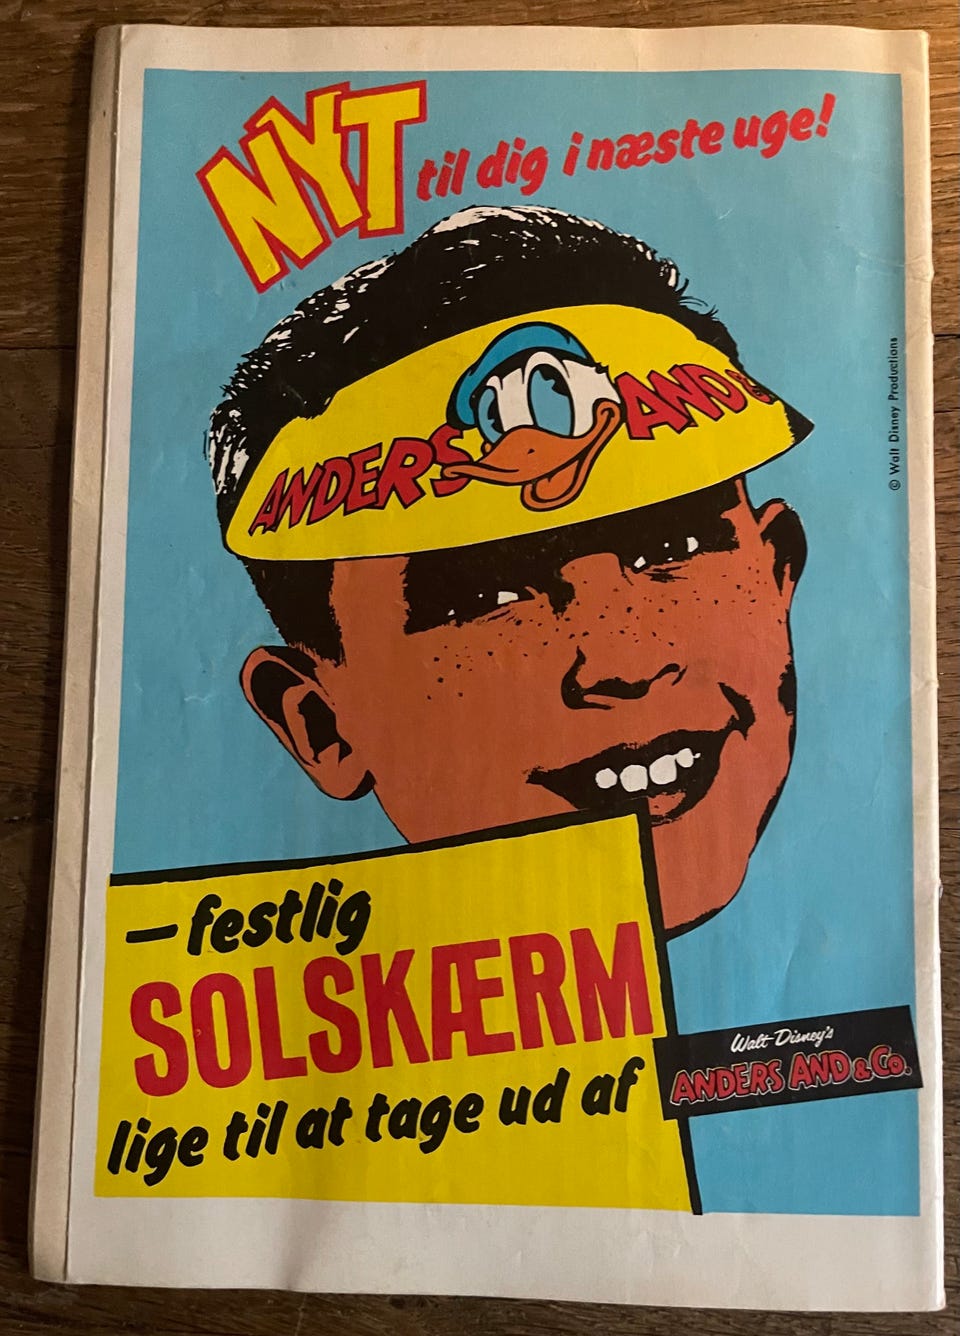 NYT til dig i næste uge!
ANDERS AND &
© Walt Disney Productions
– festlig
SOLSKÆRM
lige til at tage ud af
Walt Disney's
ANDERS AND & Co.